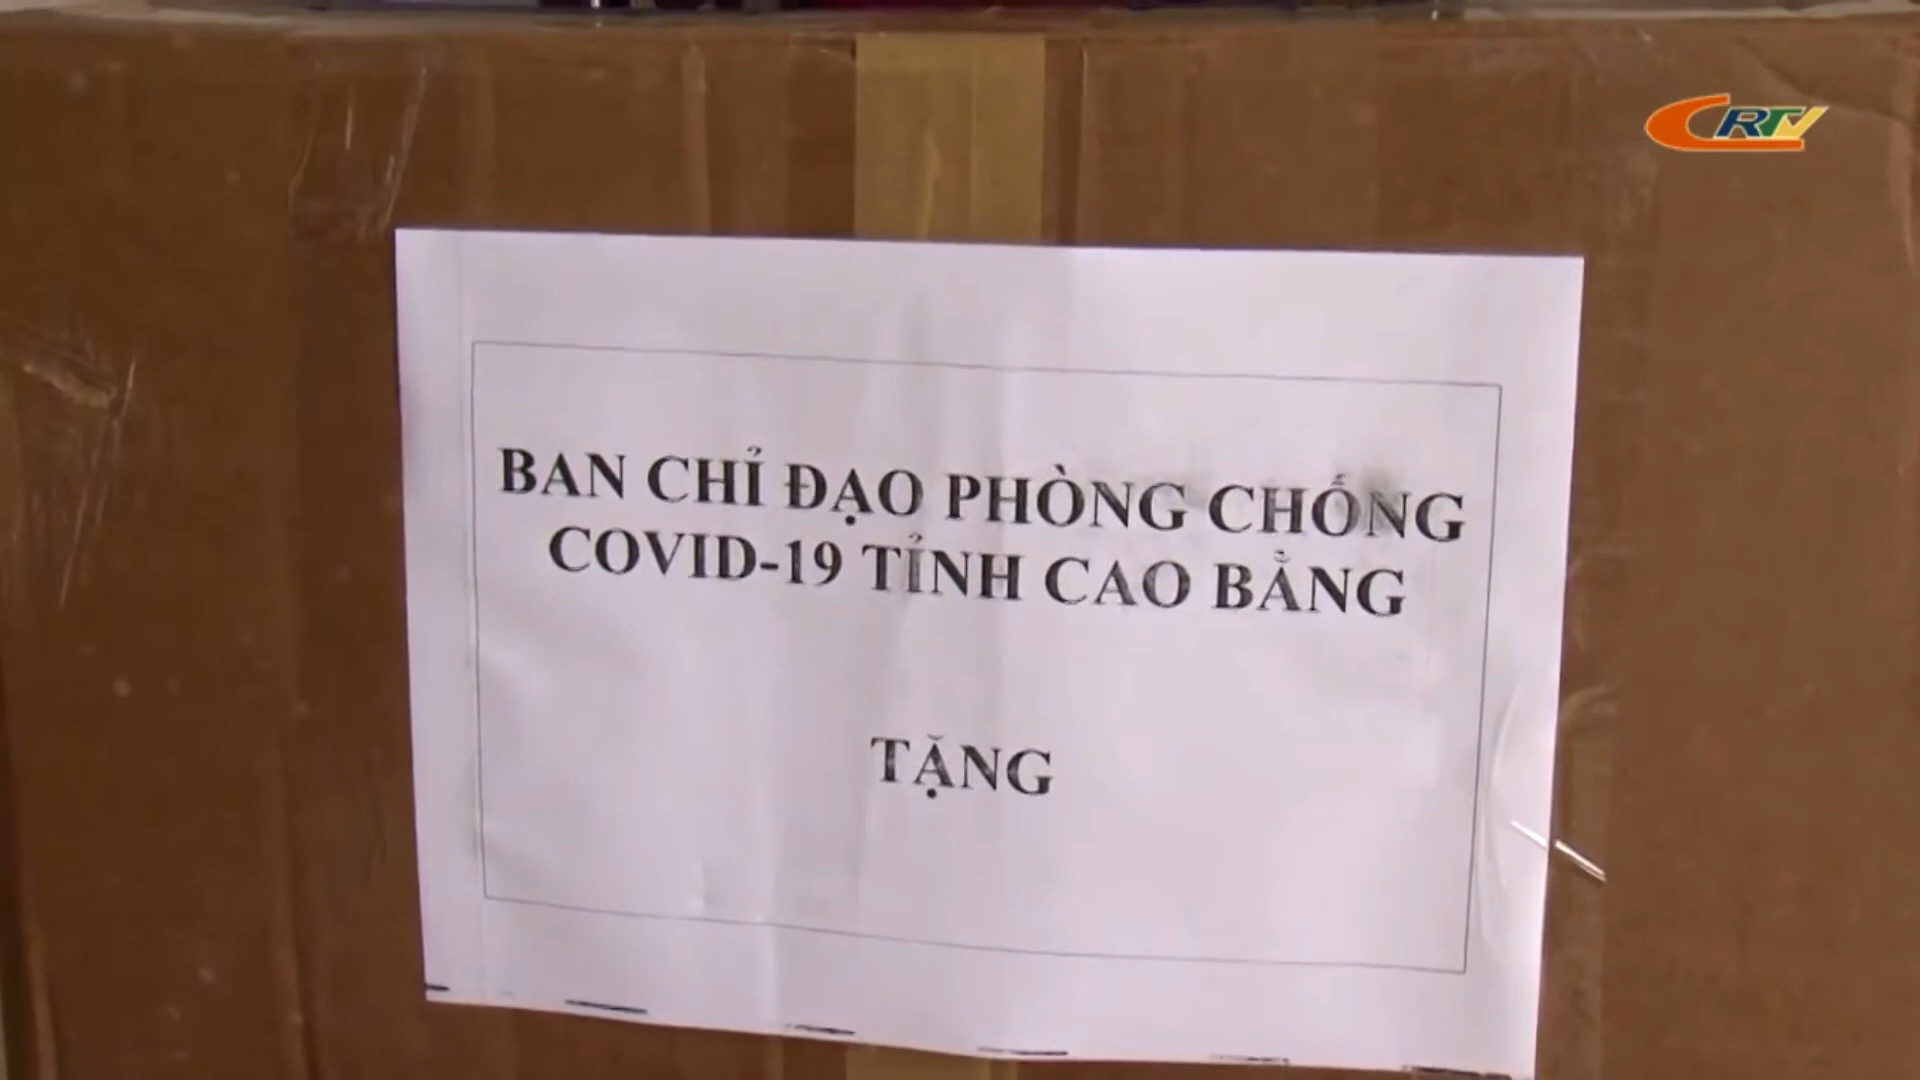 CRTV
BAN CHỈ ĐẠO PHÒNG CHỐNG
COVID-19 TỈNH CAO BẰNG
TẶNG